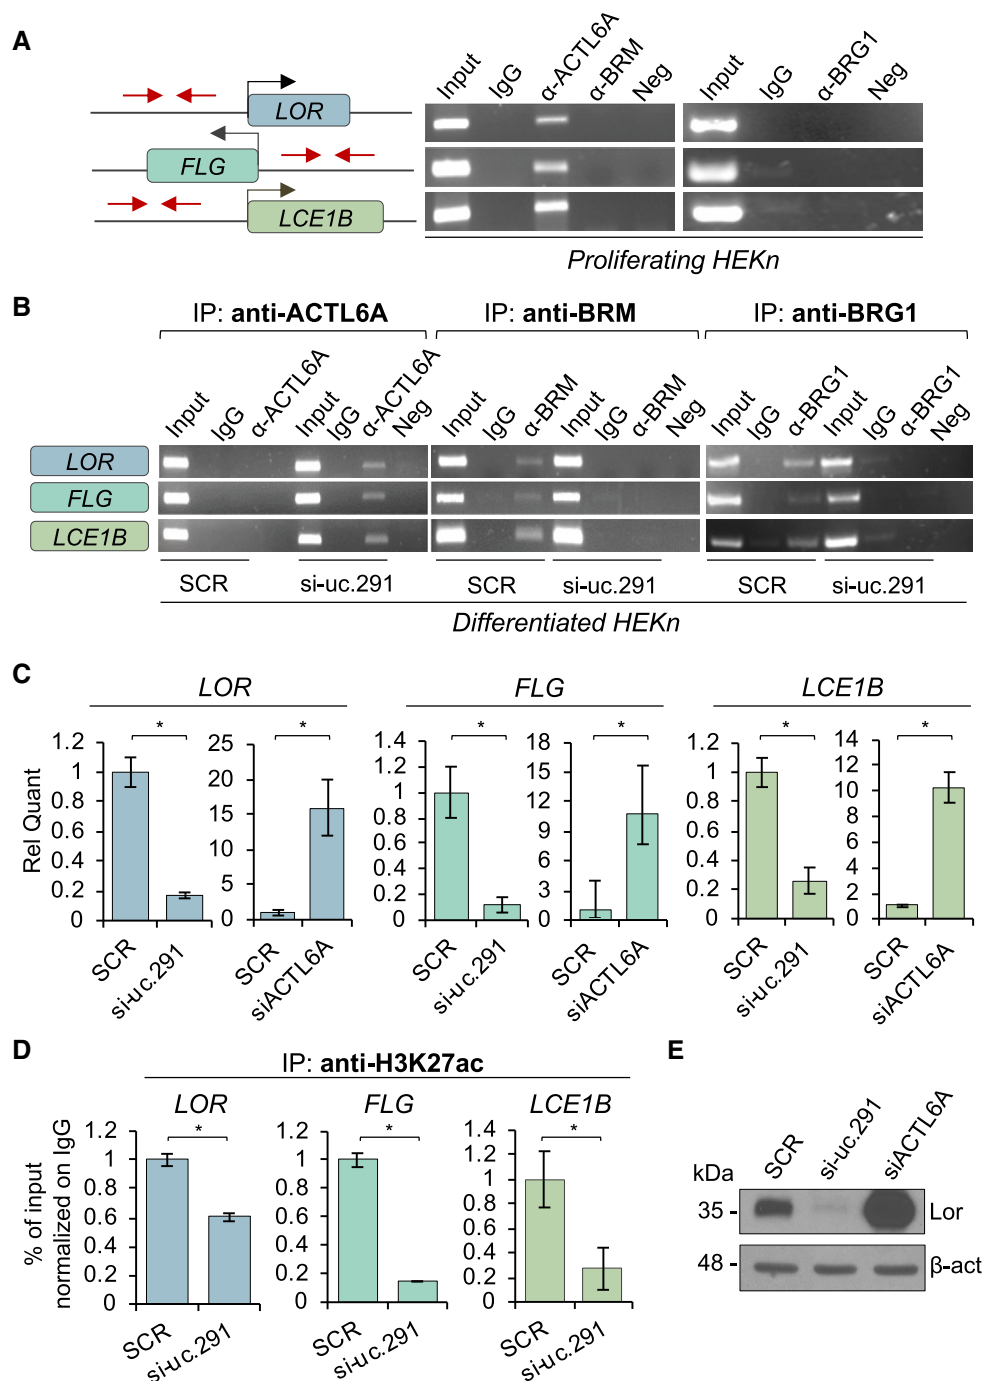 A
LOR
FLG
LCE1B
Input IgG α-ACTL6A α-BRM Neg Input IgG α-BRG1 Neg
Proliferating HEKn
B
IP: anti-ACTL6A IP: anti-BRM IP: anti-BRG1
Input IgG α-ACTL6A Input IgG α-ACTL6A Neg Input IgG α-BRM Input IgG α-BRM Neg Input IgG α-BRG1 Input IgG α-BRG1 Neg
LOR
FLG
LCE1B
SCR si-uc.291 SCR si-uc.291 SCR si-uc.291
Differentiated HEKn
C
LOR FLG LCE1B
Rel Quant
1.2
1
0.8
0.6
0.4
0.2
0
*
SCR si-uc.291
25
20
15
10
5
0
*
SCR siACTL6A
1.4
1.2
1
0.8
0.6
0.4
0.2
0
*
SCR si-uc.291
18
15
12
9
6
3
0
*
SCR siACTL6A
1.2
1
0.8
0.6
0.4
0.2
0
*
SCR si-uc.291
14
12
10
8
6
4
2
0
*
SCR siACTL6A
D
IP: anti-H3K27ac
LOR FLG LCE1B
% of input
normalized on IgG
1.2
1
0.8
0.6
0.4
0.2
0
*
SCR si-uc.291
1.2
1
0.8
0.6
0.4
0.2
0
*
SCR si-uc.291
1.4
1.2
1
0.8
0.6
0.4
0.2
0
*
SCR si-uc.291
E
SCR si-uc.291 siACTL6A
kDa
35 - Lor
48 - β-act